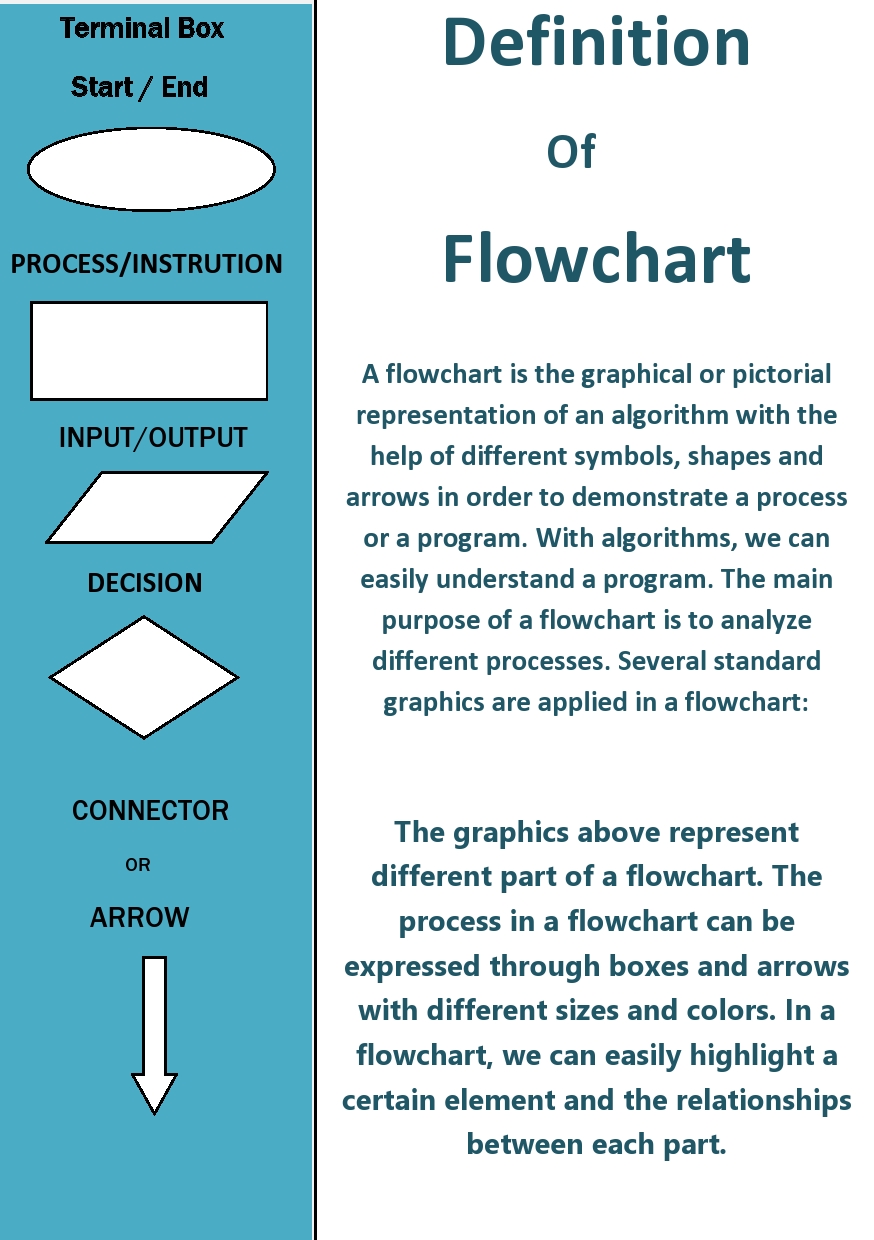 Terminal Box
Start / End
PROCESS/INSTRUTION
INPUT/OUTPUT
DECISION
CONNECTOR
OR
ARROW
Definition
Of
Flowchart
A flowchart is the graphical or pictorial
representation of an algorithm with the
help of different symbols, shapes and
arrows in order to demonstrate a process
or a program. With algorithms, we can
easily understand a program. The main
purpose of a flowchart is to analyze
different processes. Several standard
graphics are applied in a flowchart:
The graphics above represent
different part of a flowchart. The
process in a flowchart can be
expressed through boxes and arrows
with different sizes and colors. In a
flowchart, we can easily highlight a
certain element and the relationships
between each part.